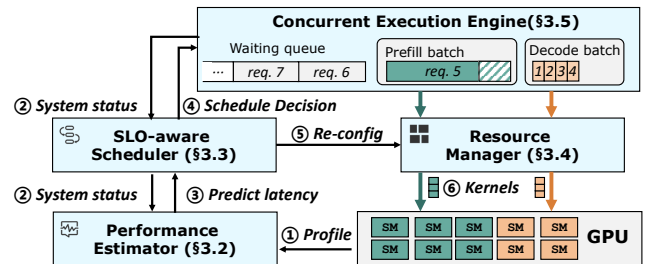 Concurrent Execution Engine(§3.5)
Waiting queue
... req. 7 req. 6
Prefill batch
req. 5
Decode batch
1 2 3 4
② System status
④ Schedule Decision
SLO-aware
Scheduler (§3.3)
⑤ Re-config
Resource
Manager (§3.4)
② System status
③ Predict latency
⑥ Kernels
Performance
Estimator (§3.2)
① Profile
SM SM SM SM SM
SM SM SM SM SM
GPU